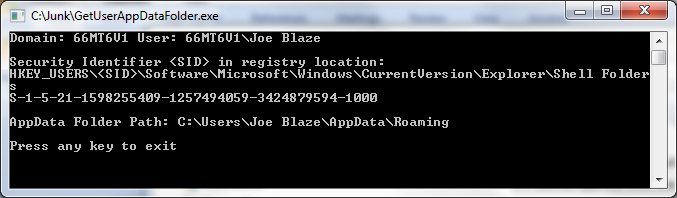 C:\Junk\GetUserAppDataFolder.exe
Domain: 66MT6V1 User: 66MT6V1\Joe Blaze
Security Identifier <SID> in registry location:
HKEY_USERS\<SID>\Software\Microsoft\Windows\CurrentVersion\Explorer\Shell Folder
s
S-1-5-21-1598255409-1257494059-3424879594-1000
AppData Folder Path: C:\Users\Joe Blaze\AppData\Roaming
Press any key to exit